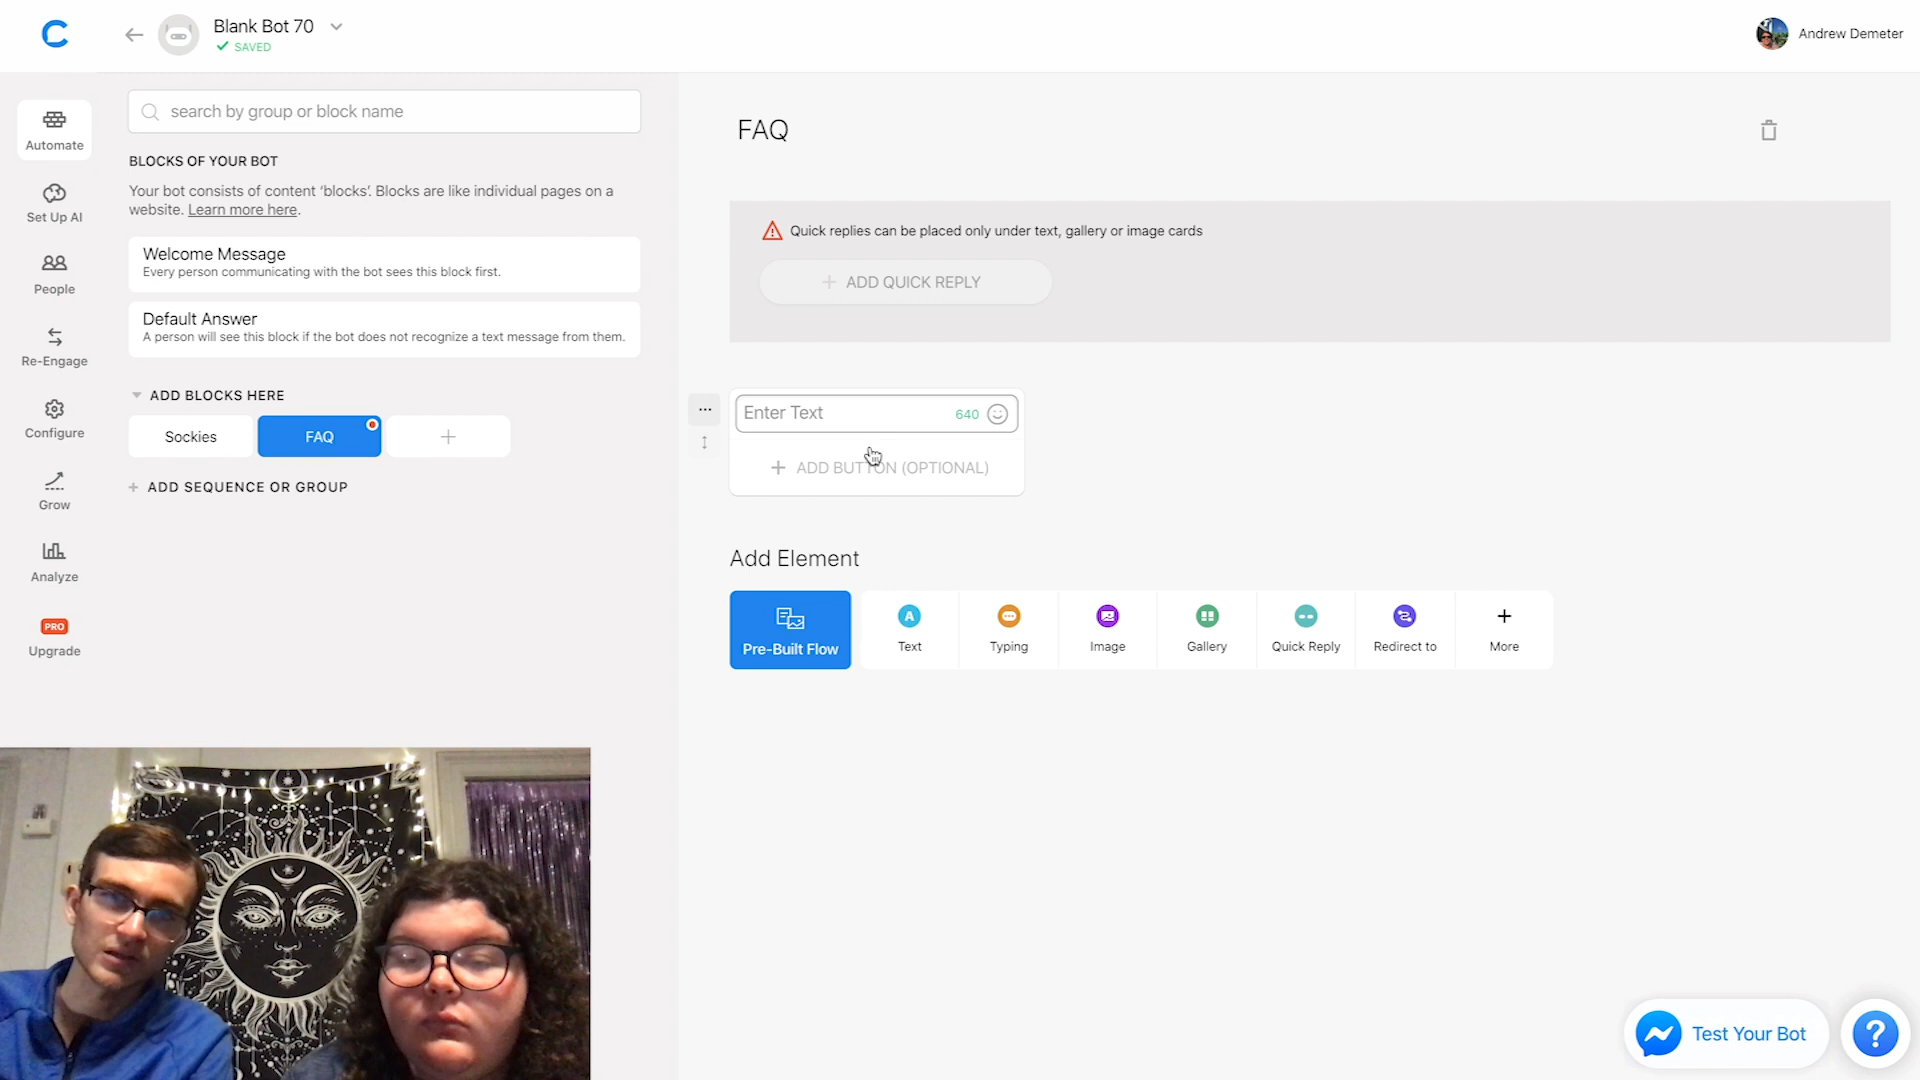 Blank Bot 70
SAVED
Andrew Demeter
Automate
Set Up AI
People
Re-Engage
Configure
Grow
Analyze
PRO
Upgrade
search by group or block name
BLOCKS OF YOUR BOT
Your bot consists of content ‘blocks’. Blocks are like individual pages on a
website. Learn more here.
Welcome Message
Every person communicating with the bot sees this block first.
Default Answer
A person will see this block if the bot does not recognize a text message from them.
ADD BLOCKS HERE
Sockies
FAQ
+
+ ADD SEQUENCE OR GROUP
FAQ
Quick replies can be placed only under text, gallery or image cards
+ ADD QUICK REPLY
Enter Text 640
+ ADD BUTTON (OPTIONAL)
Add Element
Pre-Built Flow
A
Text
Typing
Image
Gallery
Quick Reply
Redirect to
+
More
Test Your Bot
?